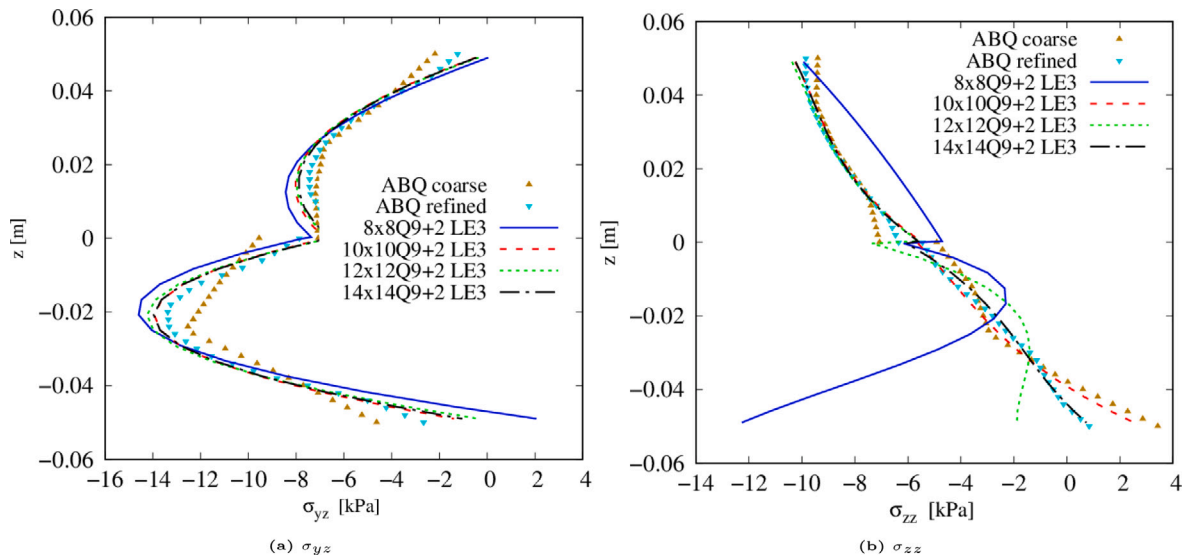 0.06
0.04
0.02
0
−0.02
−0.04
−0.06
z [m]
ABQ coarse
ABQ refined
8x8Q9+2 LE3
10x10Q9+2 LE3
12x12Q9+2 LE3
14x14Q9+2 LE3
−16 −14 −12 −10 −8 −6 −4 −2 0 2 4
σyz [kPa]
(a) σyz
0.06
0.04
0.02
0
−0.02
−0.04
−0.06
z [m]
ABQ coarse
ABQ refined
8x8Q9+2 LE3
10x10Q9+2 LE3
12x12Q9+2 LE3
14x14Q9+2 LE3
−14 −12 −10 −8 −6 −4 −2 0 2 4
σzz [kPa]
(b) σzz